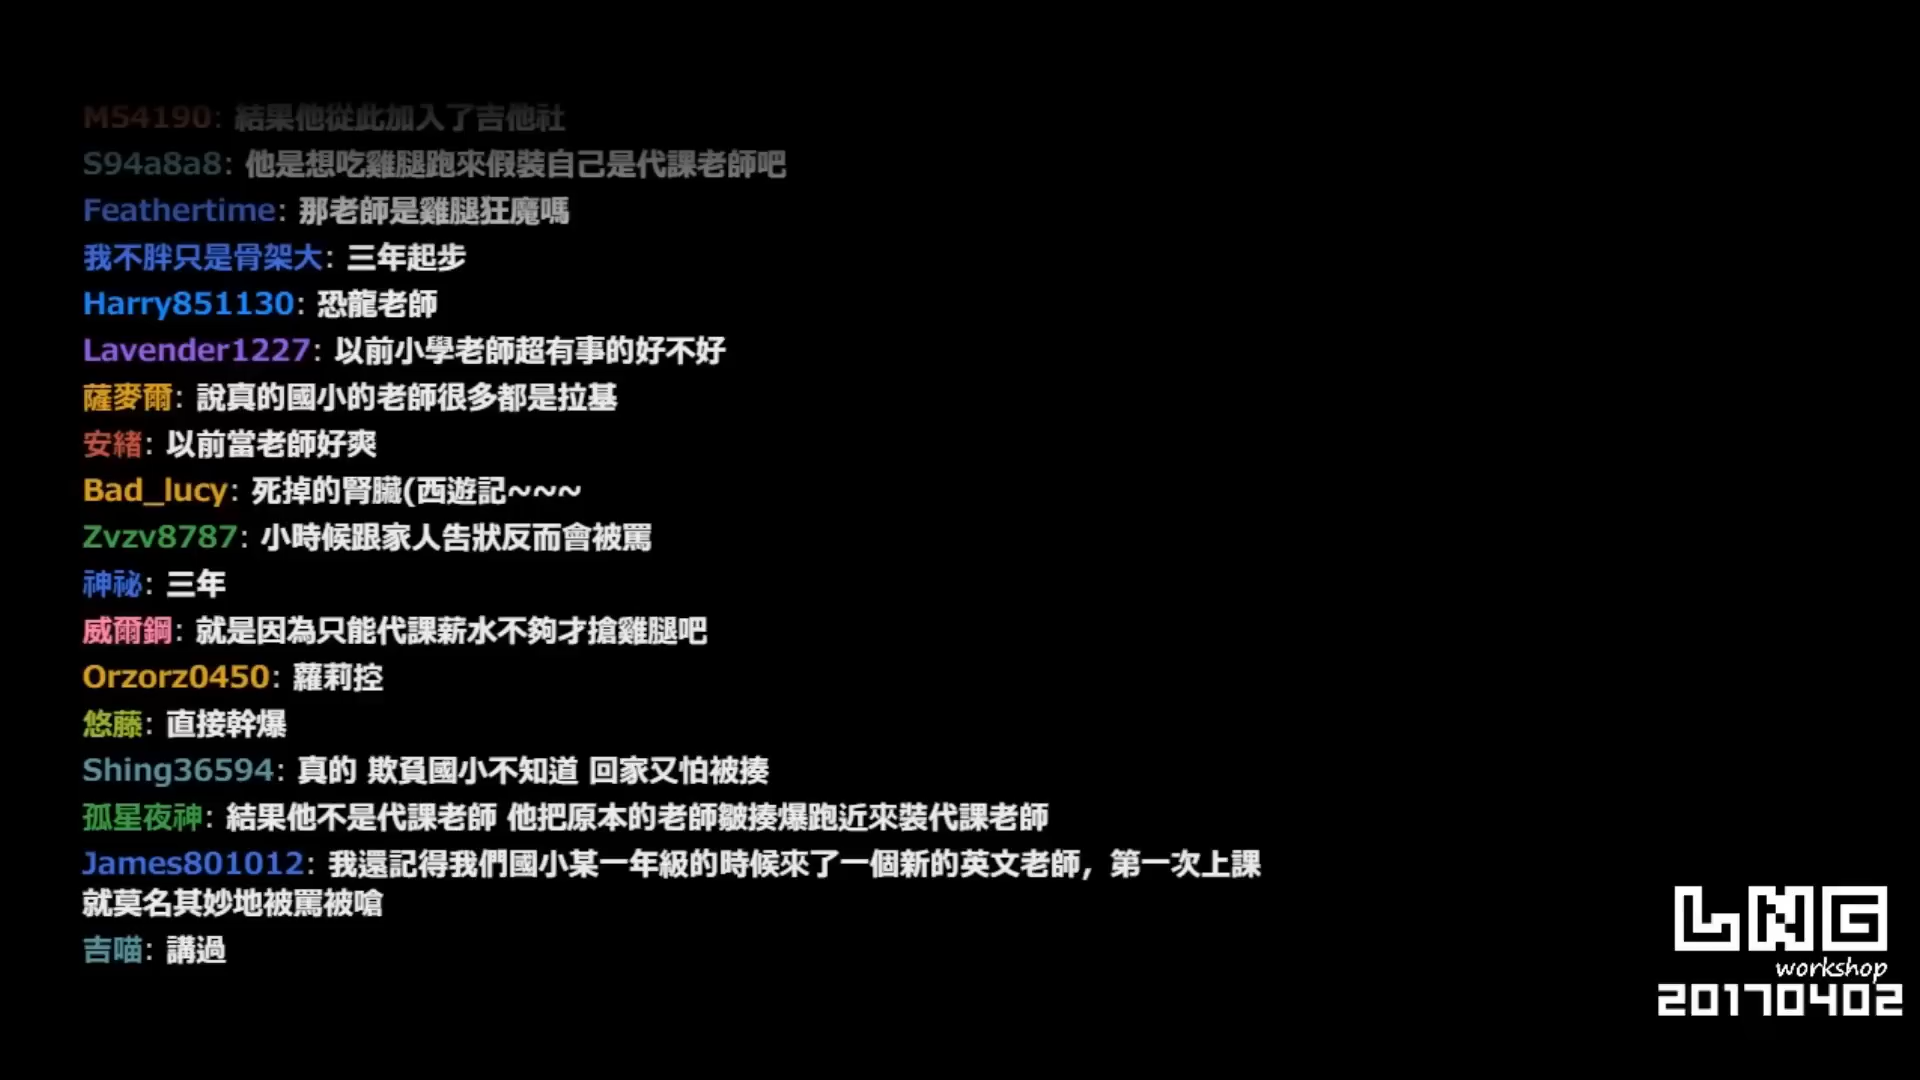 M54190: 結果他從此加入了吉他社
S94a8a8: 他是想吃雞腿跑來假裝自己是代課老師吧
Feathertime: 那老師是雞腿狂魔嗎
我不胖只是骨架大: 三年起步
Harry851130: 恐龍老師
Lavender1227: 以前小學老師超有事的好不好
薩麥爾: 說真的國小的老師很多都是拉基
安緒: 以前當老師好爽
Bad_lucy: 死掉的腎臟(西遊記~~~
Zvzv8787: 小時候跟家人告狀反而會被罵
神祕: 三年
威爾鋼: 就是因為只能代課薪水不夠才搶雞腿吧
Orzorz0450: 蘿莉控
悠藤: 直接幹爆
Shing36594: 真的 欺負國小不知道 回家又怕被揍
孤星夜神: 結果他不是代課老師 他把原本的老師皺揍爆跑近來裝代課老師
James801012: 我還記得我們國小某一年級的時候來了一個新的英文老師，第一次上課
就莫名其妙地被罵被嗆
吉喵: 講過
LNG
workshop
20170402